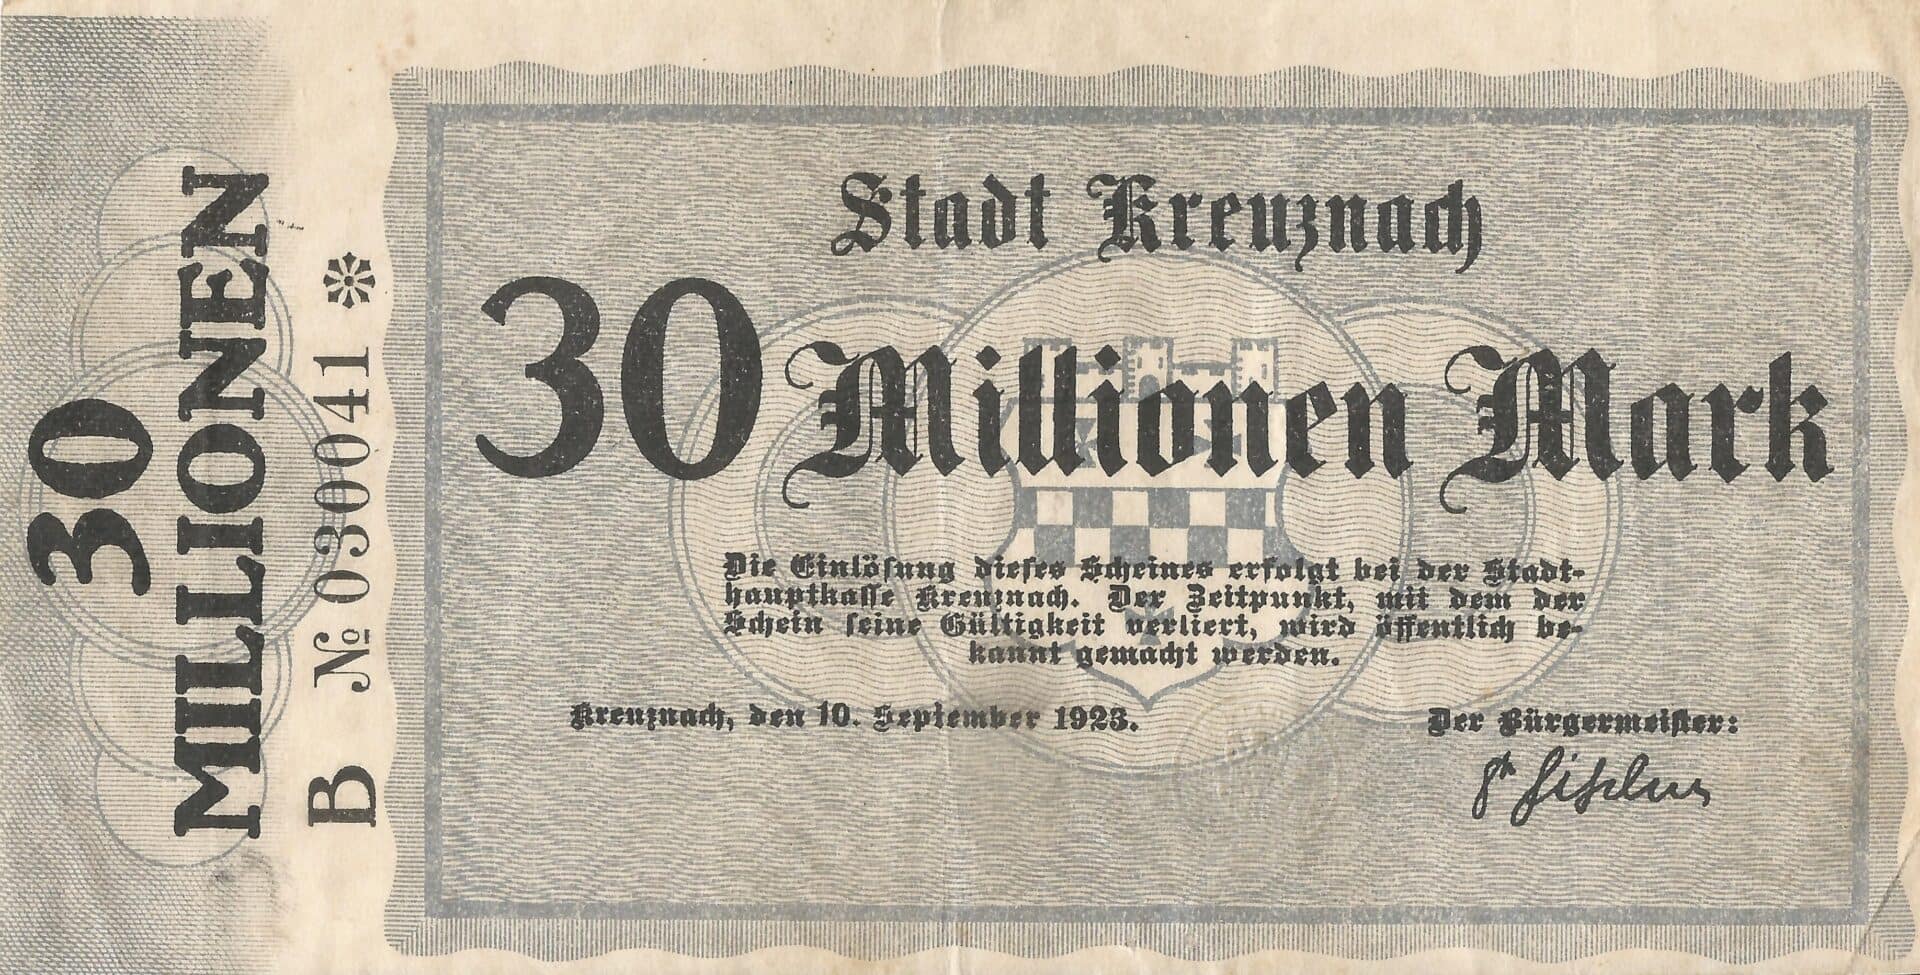 30
MILLIONEN
B № 030041 *
Stadt Kreuznach
30 Millionen Mark
Die Einlösung dieses Scheines erfolgt bei der Stadt-
hauptkasse Kreuznach. Der Zeitpunkt, mit dem der
Schein seine Gültigkeit verliert, wird öffentlich be-
kannt gemacht werden.
Kreuznach, den 10. September 1923.
Der Bürgermeister: